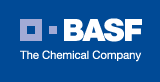 BASF
The Chemical Company